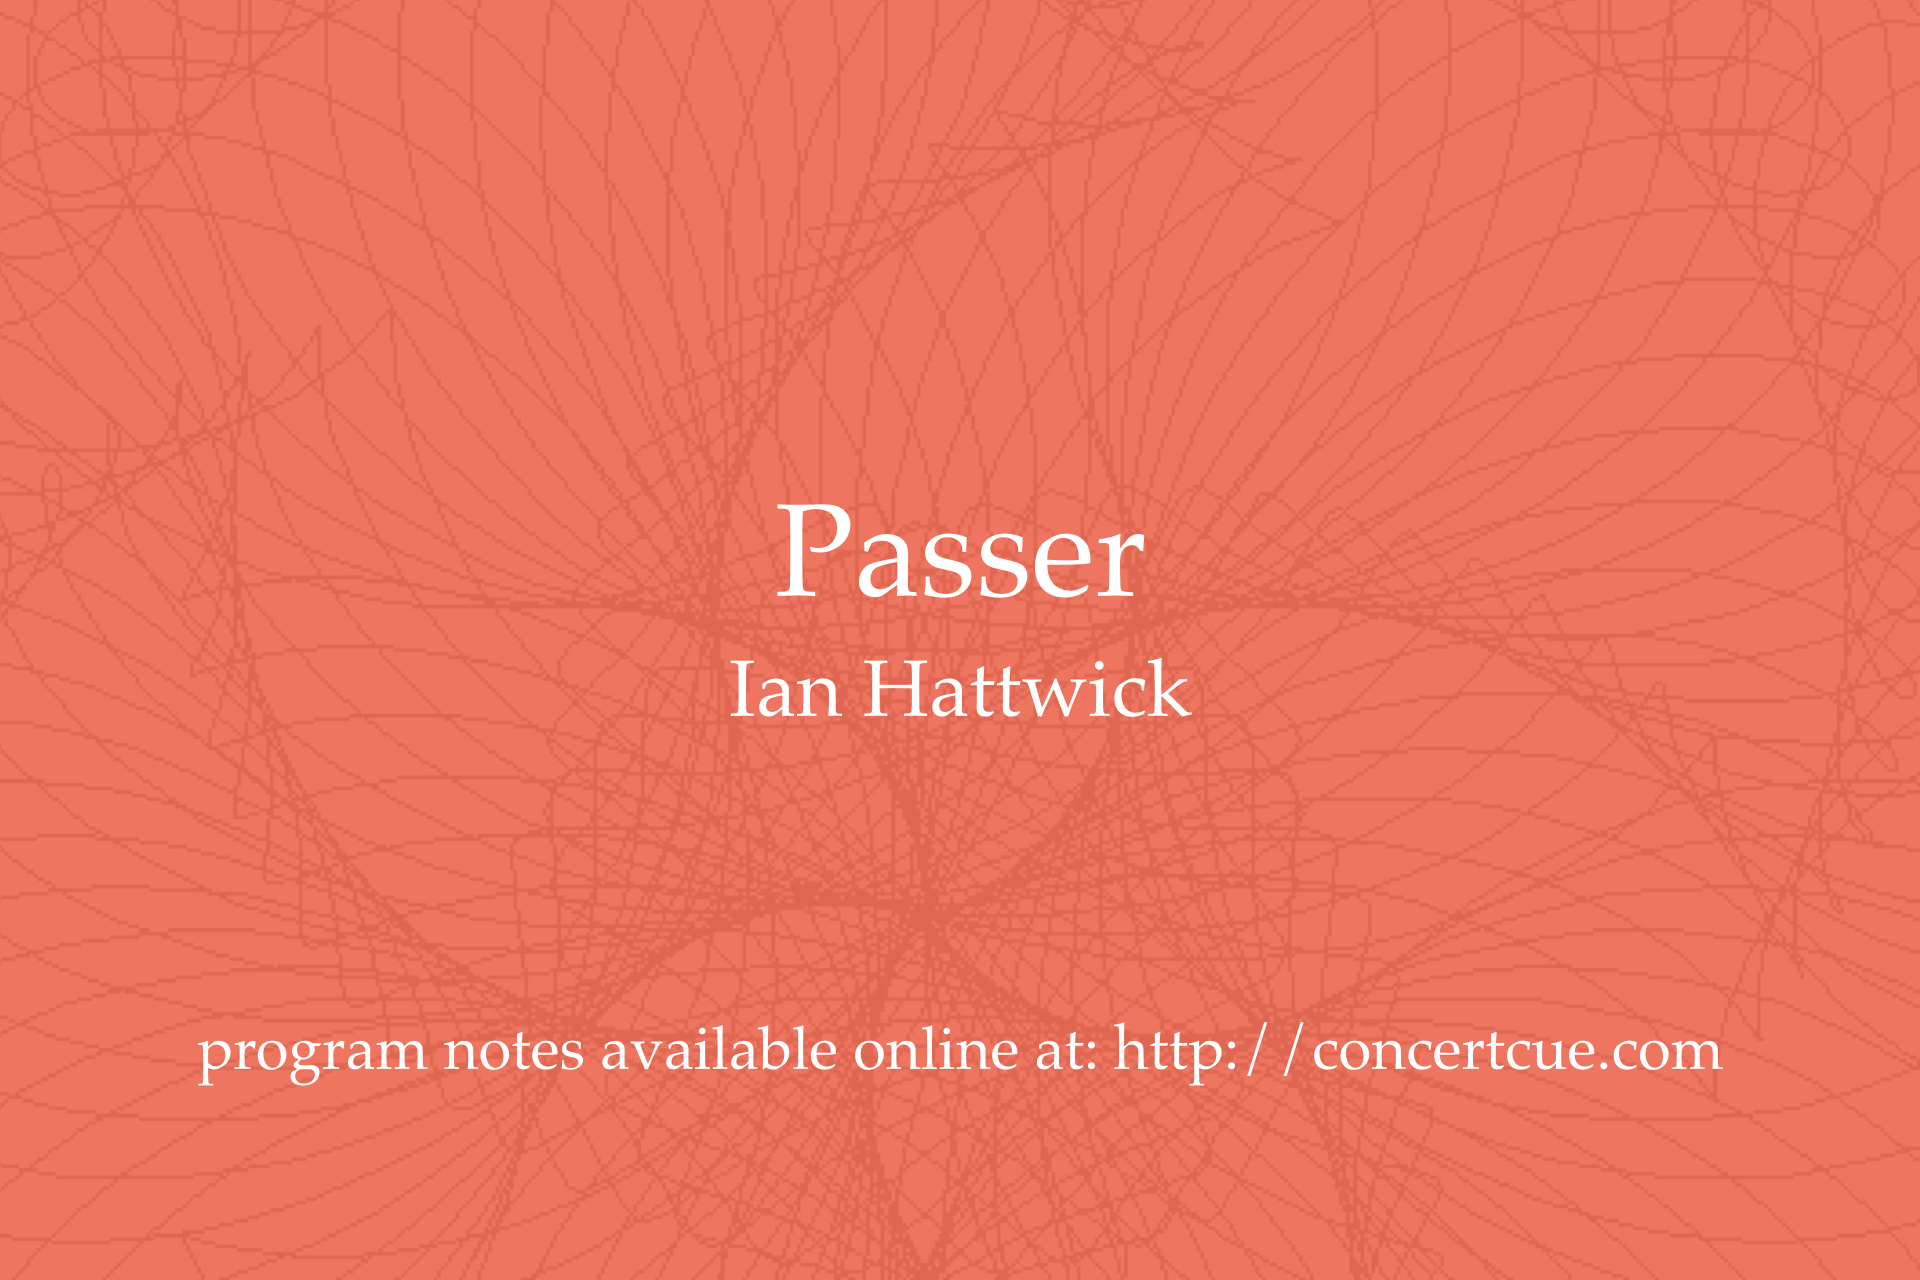 Passer
Ian Hattwick
program notes available online at: http://concertcue.com